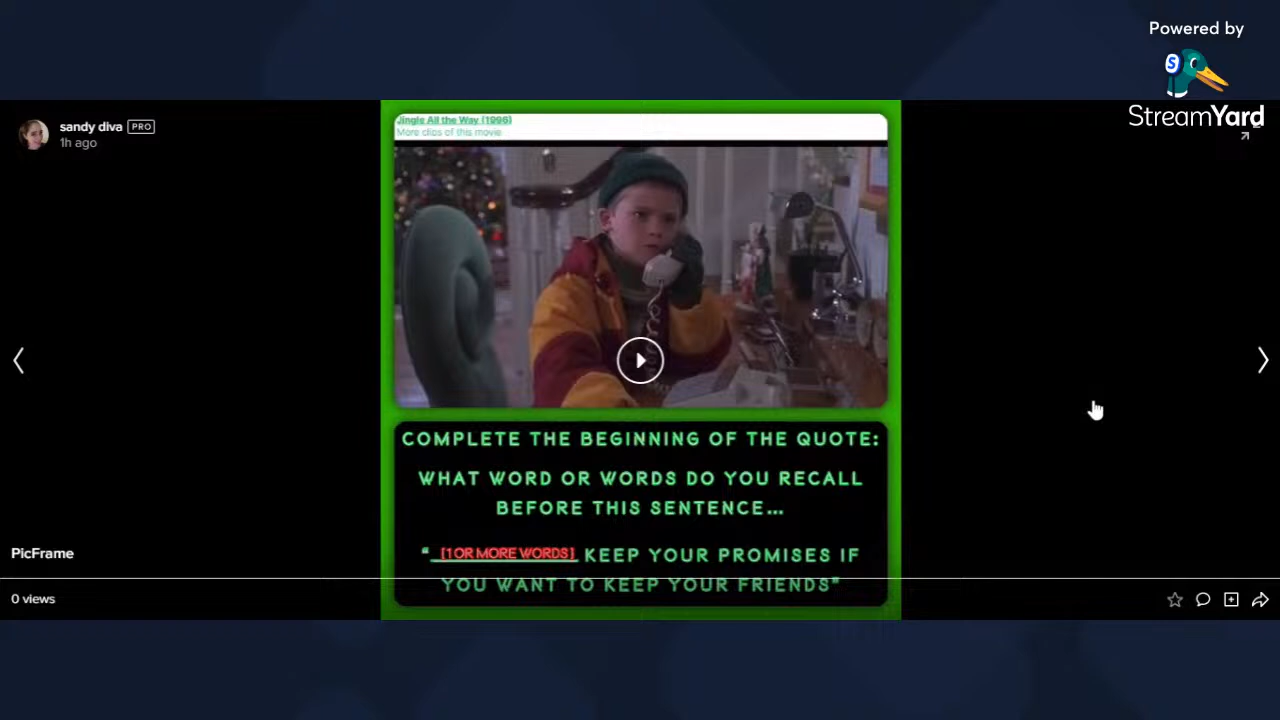 Powered by
StreamYard
sandy diva PRO
1h ago
Jingle All the Way (1996)
More clips of this movie
COMPLETE THE BEGINNING OF THE QUOTE:
WHAT WORD OR WORDS DO YOU RECALL
BEFORE THIS SENTENCE...
"_[1 OR MORE WORDS]_ KEEP YOUR PROMISES IF
YOU WANT TO KEEP YOUR FRIENDS"
PicFrame
0 views